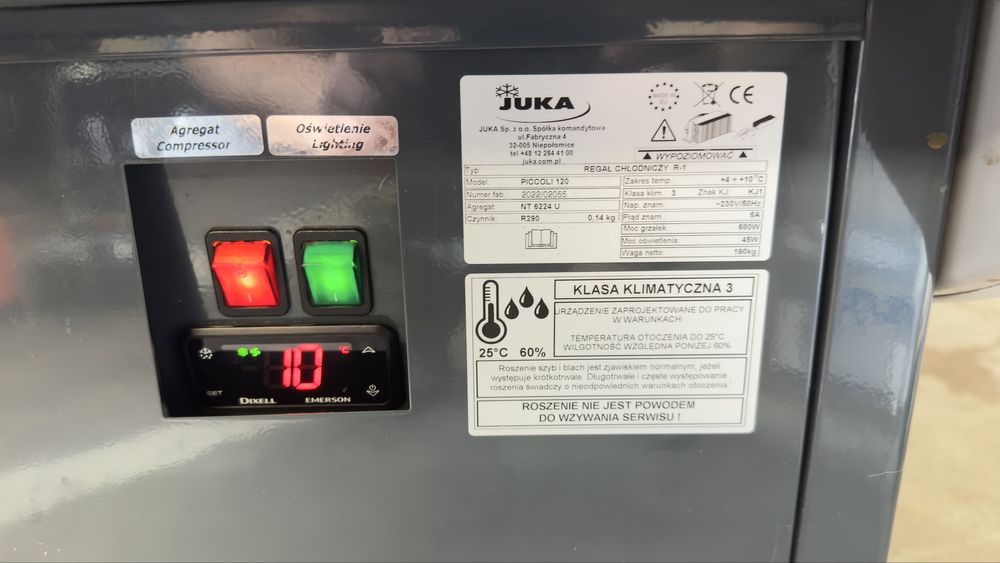 Agregat
Compressor
Oświetlenie
Lighting
SET
10
°C
DIXELL
EMERSON
JUKA
JUKA Sp. z o.o. Spółka komandytowa
ul.Fabryczna 4
32-005 Niepołomice
tel +48 12 284 41 00
juka.com.pl
MADE IN EU
CE
WYPOZIOMOWAĆ
Typ: REGAŁ CHŁODNICZY R-1
Model: PICCOLI 120
Numer fab.: 2022/02055
Agregat: NT 6224 U
Czynnik: R290 0,14 kg
Zakres temp.: +4 ÷ +10 °C
Klasa klim. 3 Znak KJ: KJ1
Nap. znam.: ~230V/50Hz
Prąd znam.: 6A
Moc grzałek: 680W
Moc oświetlenia: 45W
Waga netto: 190kg
25°C 60%
KLASA KLIMATYCZNA 3
URZĄDZENIE ZAPROJEKTOWANE DO PRACY
W WARUNKACH:
TEMPERATURA OTOCZENIA DO 25°C
WILGOTNOŚĆ WZGLĘDNA PONIŻEJ 60%
Roszenie szyb i blach jest zjawiskiem normalnym, jeżeli
występuje krótkotrwałe. Długotrwałe i częste występowanie
roszenia świadczy o nieodpowiednich warunkach otoczenia.
ROSZENIE NIE JEST POWODEM
DO WZYWANIA SERWISU !